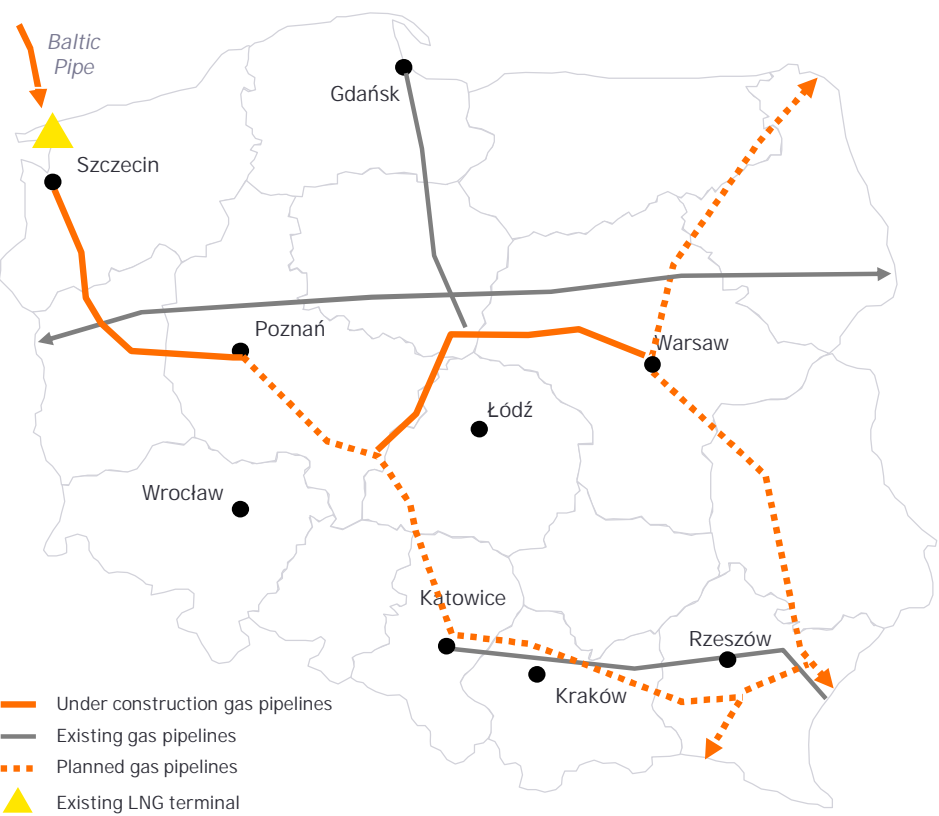 Baltic
Pipe
Gdańsk
Szczecin
Poznań
Warsaw
Łódź
Wrocław
Katowice
Rzeszów
Kraków
Under construction gas pipelines
Existing gas pipelines
Planned gas pipelines
Existing LNG terminal